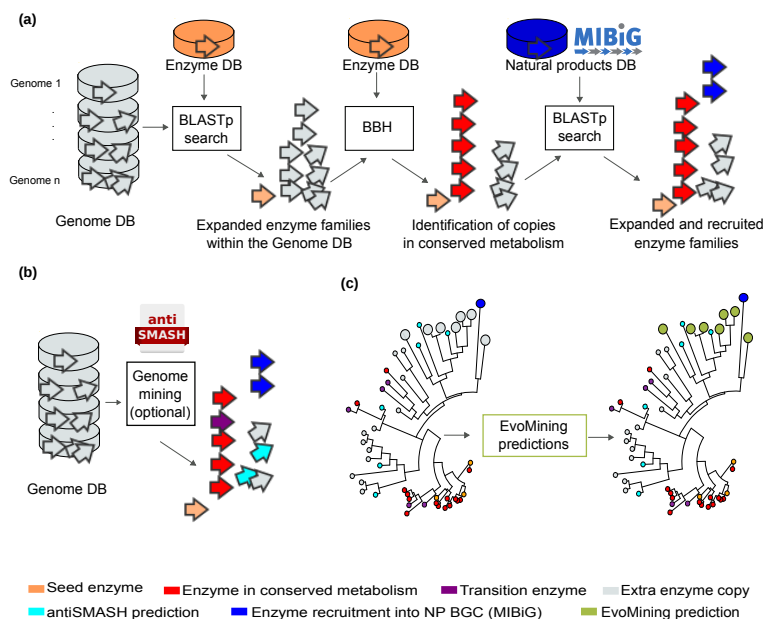 (a)
Enzyme DB
Enzyme DB
Natural products DB
MIBiG
Genome 1
.
.
.
Genome n
Genome DB
BLASTp
search
BBH
BLASTp
search
Expanded enzyme families
within the Genome DB
Identification of copies
in conserved metabolism
Expanded and recruited
enzyme families
(b)
anti
SMASH
Genome
mining
(optional)
Genome DB
(c)
EvoMining
predictions
Seed enzyme
Enzyme in conserved metabolism
Transition enzyme
Extra enzyme copy
antiSMASH prediction
Enzyme recruitment into NP BGC (MIBiG)
EvoMining prediction